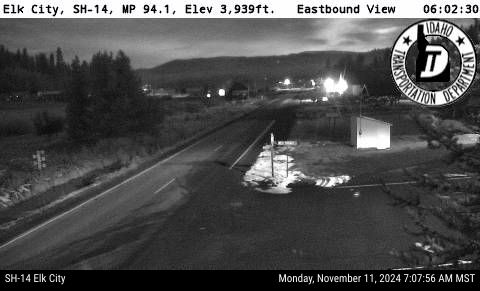 Elk City, SH-14, MP 94.1, Elev 3,939ft. Eastbound View 06:02:30
IDAHO
TRANSPORTATION DEPARTMENT
SH-14 Elk City Monday, November 11, 2024 7:07:56 AM MST